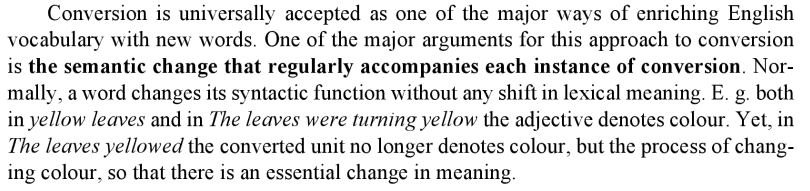 Conversion is universally accepted as one of the major ways of enriching English
vocabulary with new words. One of the major arguments for this approach to conversion
is the semantic change that regularly accompanies each instance of conversion. Nor-
mally, a word changes its syntactic function without any shift in lexical meaning. E. g. both
in yellow leaves and in The leaves were turning yellow the adjective denotes colour. Yet, in
The leaves yellowed the converted unit no longer denotes colour, but the process of chang-
ing colour, so that there is an essential change in meaning.